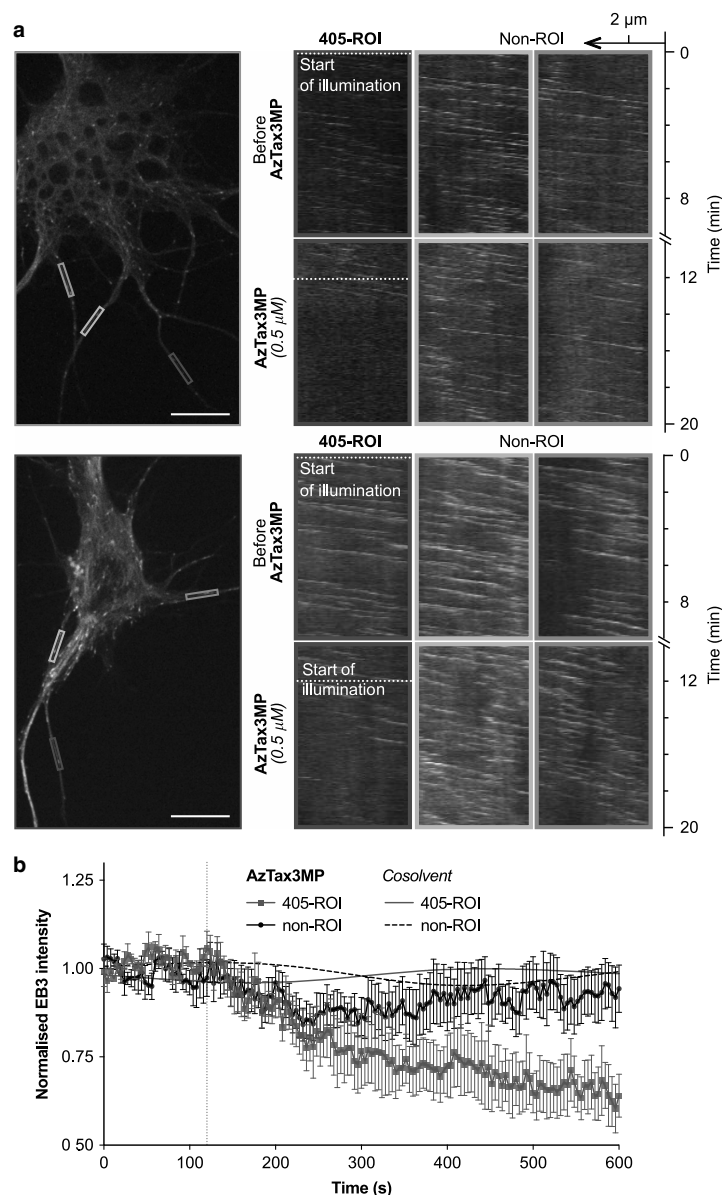 a
405-ROI
Non-ROI
2 µm
Before
AzTax3MP
Start
of illumination
0
8
Time (min)
AzTax3MP
(0.5 µM)
12
20
405-ROI
Non-ROI
Before
AzTax3MP
Start
of illumination
0
8
Time (min)
AzTax3MP
(0.5 µM)
Start of
illumination
12
20
b
Normalised EB3 intensity
1.25
1.00
0.75
0 50
AzTax3MP
Cosolvent
405-ROI
405-ROI
non-ROI
non-ROI
0
100
200
300
400
500
600
Time (s)